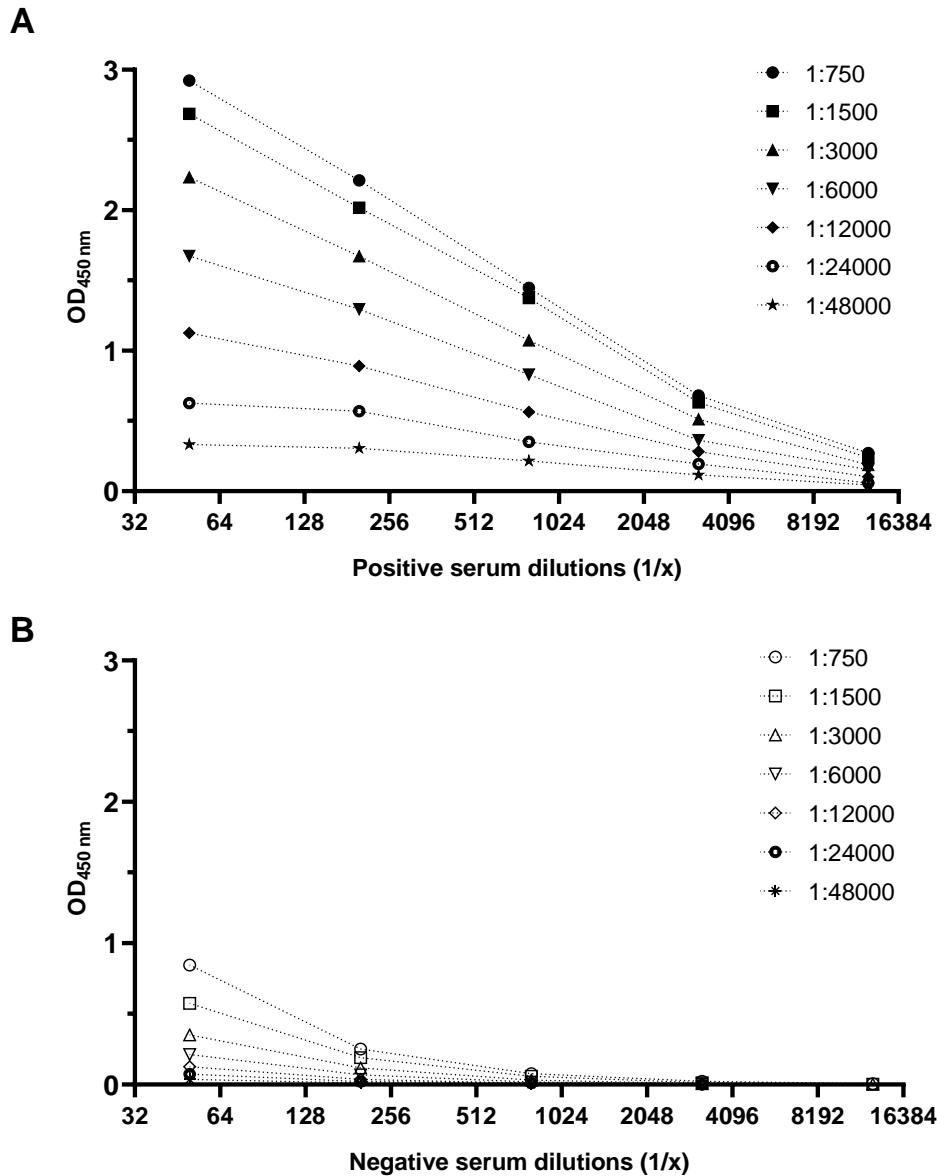 A
3
2
1
0
OD450 nm
32 64 128 256 512 1024 2048 4096 8192 16384
Positive serum dilutions (1/x)
1:750
1:1500
1:3000
1:6000
1:12000
1:24000
1:48000
B
3
2
1
0
OD450 nm
32 64 128 256 512 1024 2048 4096 8192 16384
Negative serum dilutions (1/x)
1:750
1:1500
1:3000
1:6000
1:12000
1:24000
1:48000